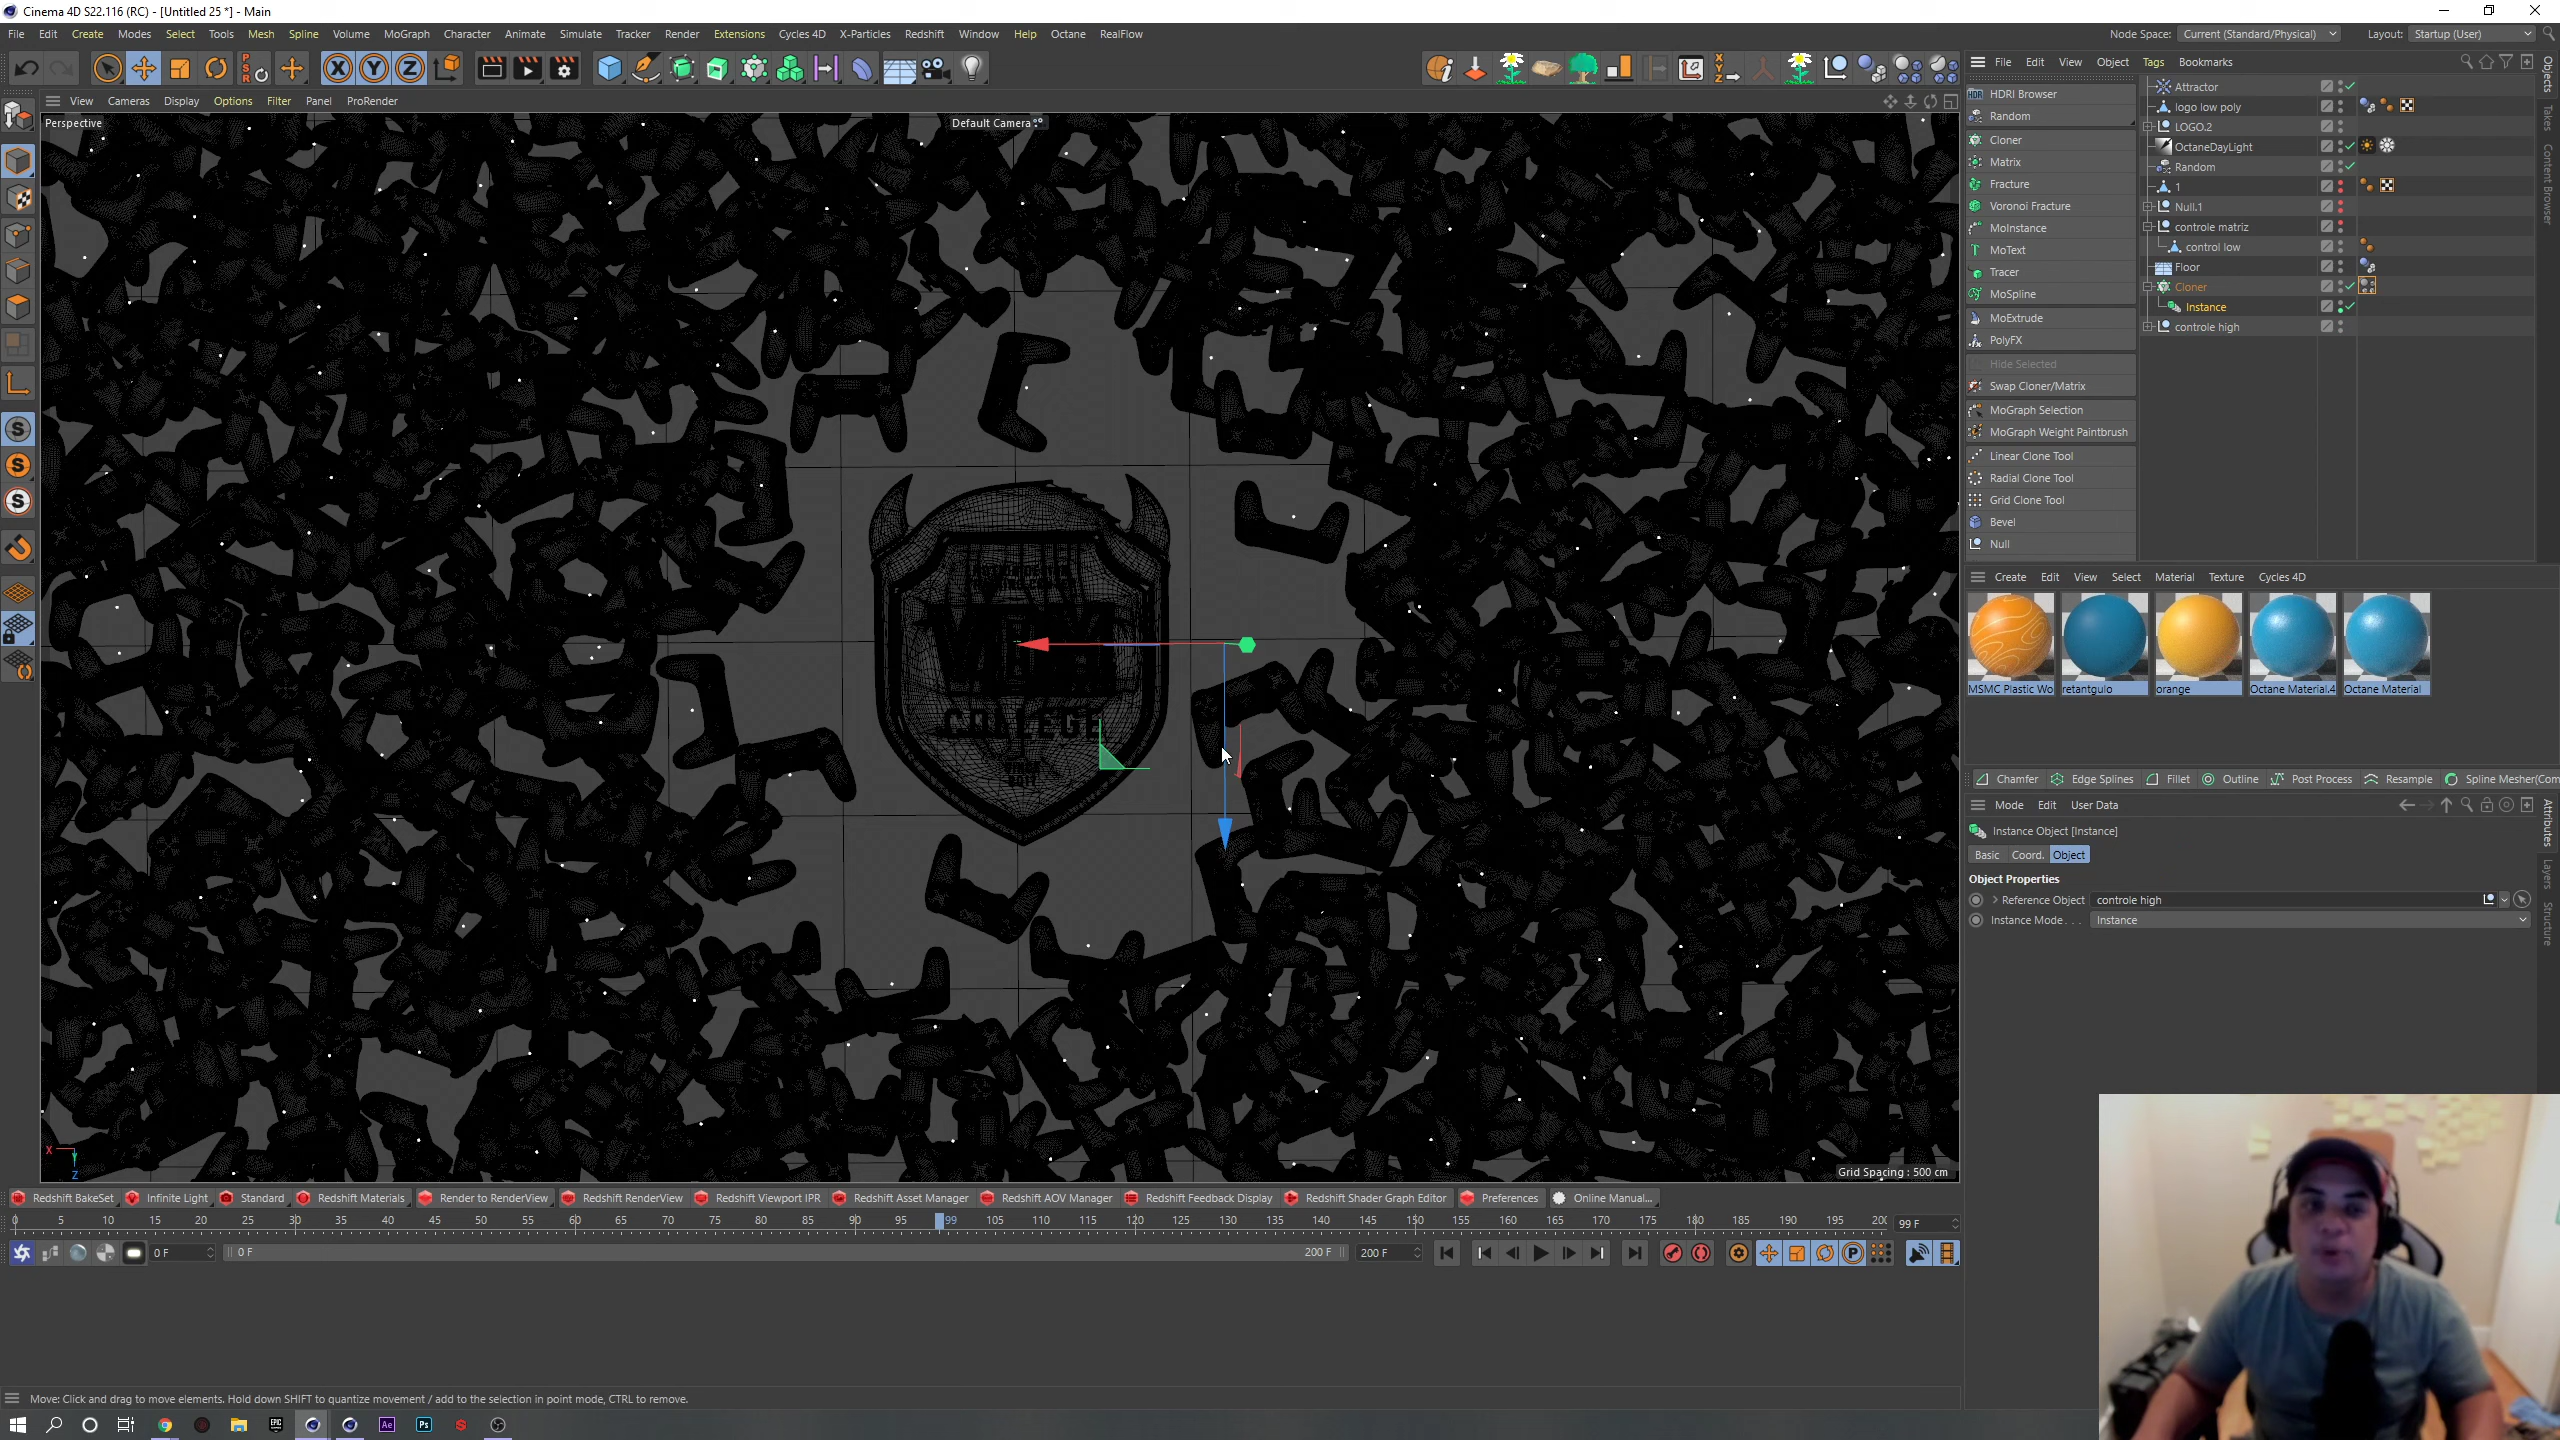 Cinema 4D S22.116 (RC) - [Untitled 25 *] - Main
File Edit Create Modes Select Tools Mesh Spline Volume MoGraph Character Animate Simulate Tracker Render Extensions Cycles 4D X-Particles Redshift Window Help Octane RealFlow
Node Space: Current (Standard/Physical) Layout: Startup (User)
File Edit View Object Tags Bookmarks
View Cameras Display Options Filter Panel ProRender
Perspective
Default Camera
HDRI Browser
Random
Cloner
Matrix
Fracture
Voronoi Fracture
MoInstance
MoText
Tracer
MoSpline
MoExtrude
PolyFX
Hide Selected
Swap Cloner/Matrix
MoGraph Selection
MoGraph Weight Paintbrush
Linear Clone Tool
Radial Clone Tool
Grid Clone Tool
Bevel
Null
Attractor
logo low poly
LOGO.2
OctaneDayLight
Random
1
Null.1
controle matriz
control low
Floor
Cloner
Instance
controle high
Objects
Takes
Content Browser
COLLEGE
Create Edit View Select Material Texture Cycles 4D
MSMC Plastic Wo retantgulo orange Octane Material.4 Octane Material
Chamfer Edge Splines Fillet Outline Post Process Resample Spline Mesher(Com
Mode Edit User Data
Instance Object [Instance]
Basic Coord. Object
Object Properties
Reference Object controle high
Instance Mode . . . Instance
Attributes
Layers
Structure
X Y Z
Grid Spacing : 500 cm
Redshift BakeSet Infinite Light Standard Redshift Materials Render to RenderView Redshift RenderView Redshift Viewport IPR Redshift Asset Manager Redshift AOV Manager Redshift Feedback Display Redshift Shader Graph Editor Preferences Online Manual...
0 5 10 15 20 25 30 35 40 45 50 55 60 65 70 75 80 85 90 95 99 105 110 115 120 125 130 135 140 145 150 155 160 165 170 175 180 185 190 195 20 99 F
0 F 0 F 200 F 200 F
Move: Click and drag to move elements. Hold down SHIFT to quantize movement / add to the selection in point mode, CTRL to remove.
EPIC Ae Ps